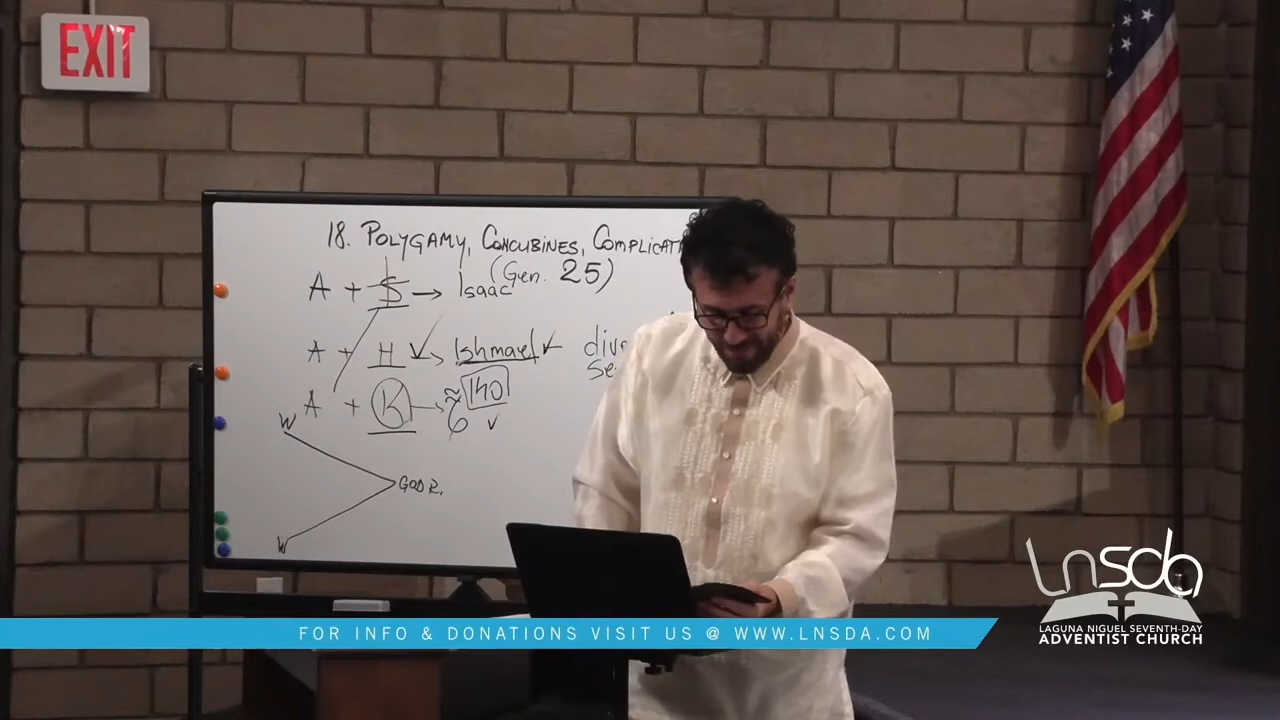 EXIT
18. POLYGAMY, CONCUBINES, COMPLICAT
(Gen. 25)
A + S → Isaac
A + H ✓→ Ishmael ✓
A + K → ≈ 6 140 v
W
GOD R.
W
LnSDA
LAGUNA NIGUEL SEVENTH-DAY
ADVENTIST CHURCH
FOR INFO & DONATIONS VISIT US @ WWW.LNSDA.COM